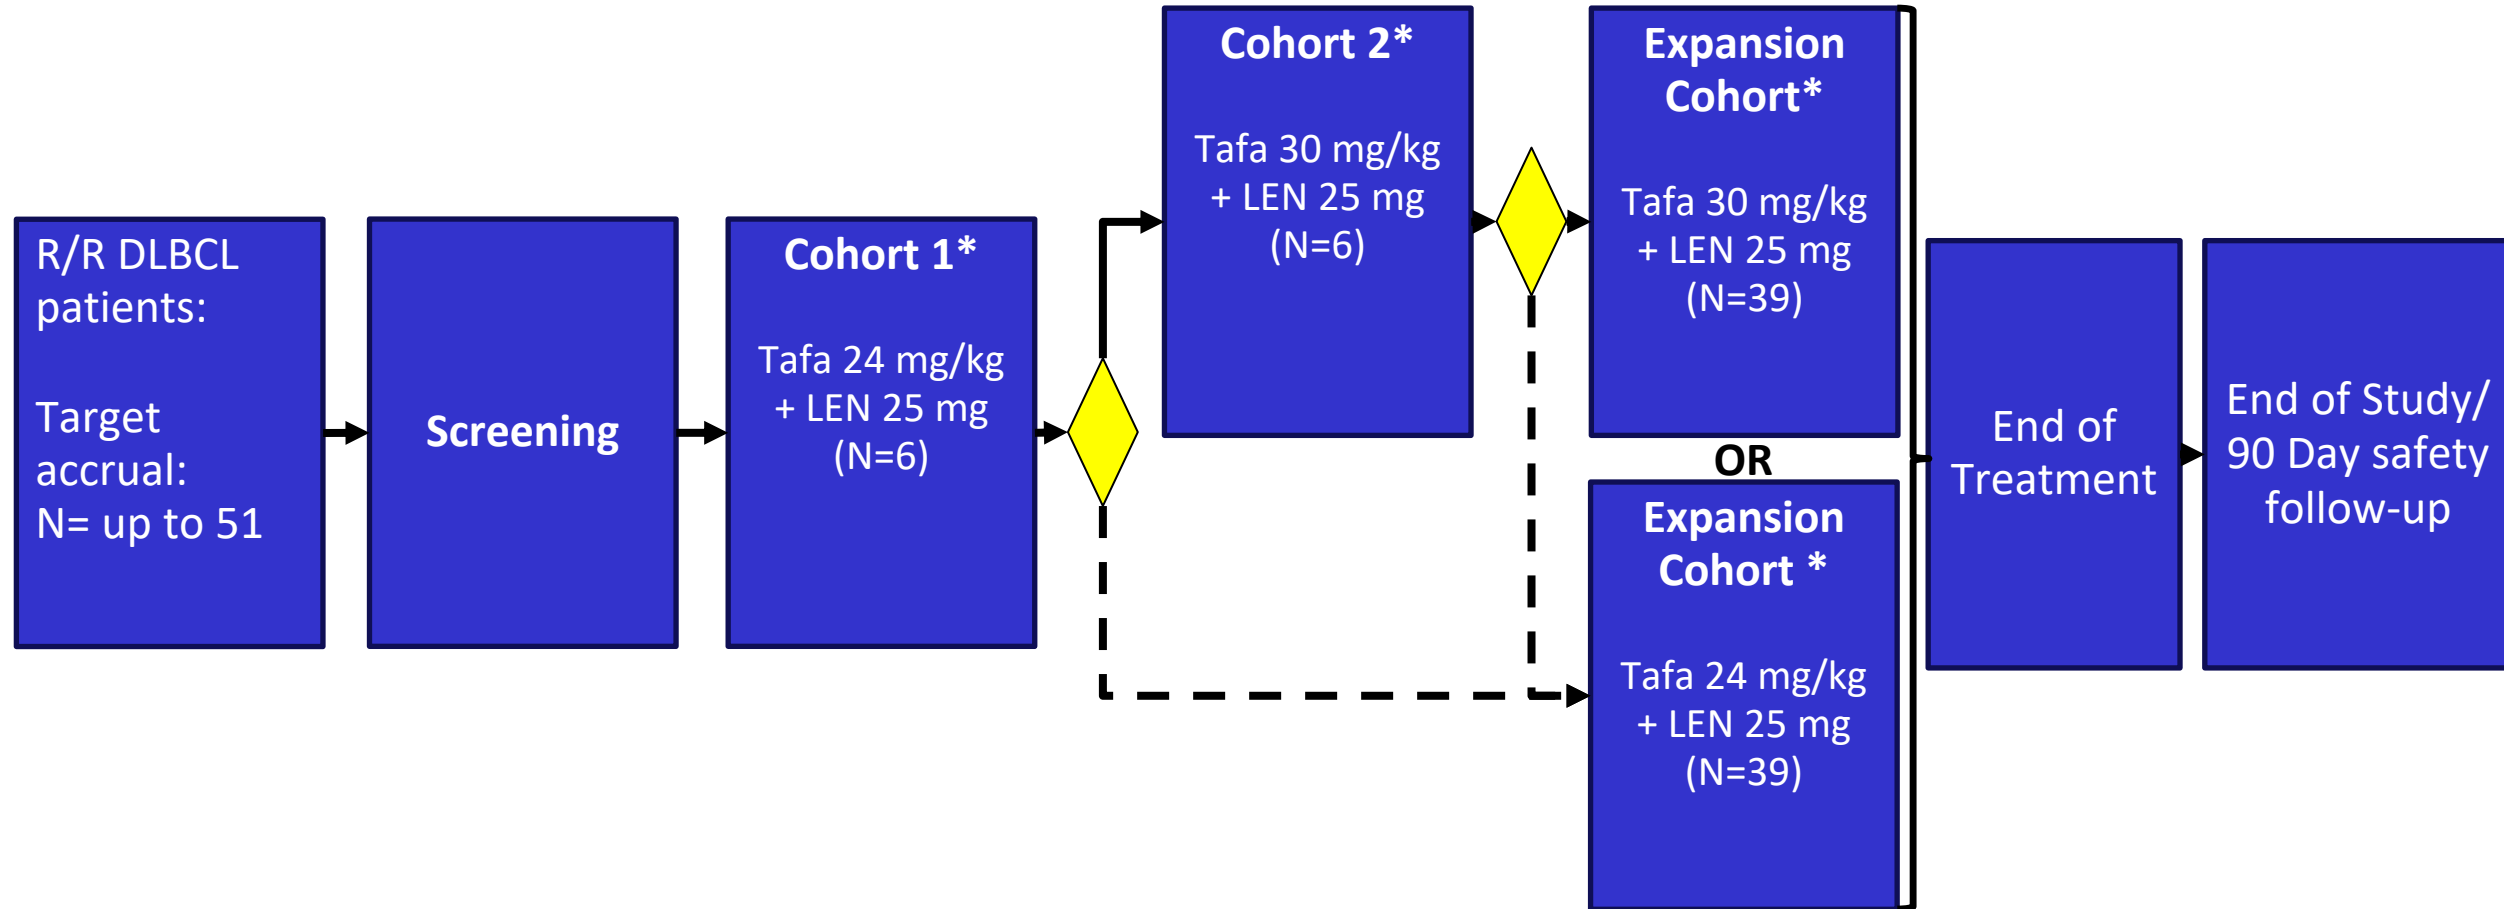 R/R DLBCL
patients:
Target
accrual:
N= up to 51
Screening
Cohort 1*
Tafa 24 mg/kg
+ LEN 25 mg
(N=6)
Cohort 2*
Tafa 30 mg/kg
+ LEN 25 mg
(N=6)
Expansion
Cohort*
Tafa 30 mg/kg
+ LEN 25 mg
(N=39)
OR
Expansion
Cohort *
Tafa 24 mg/kg
+ LEN 25 mg
(N=39)
End of
Treatment
End of Study/
90 Day safety
follow-up